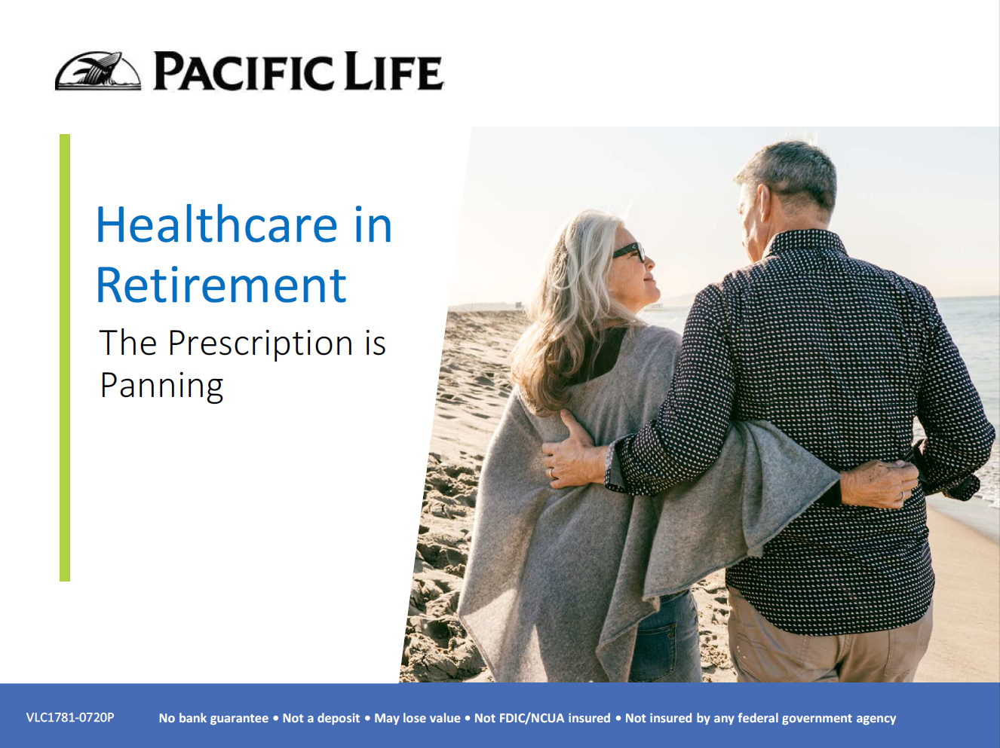 PACIFIC LIFE
Healthcare in
Retirement
The Prescription is
Panning
VLC1781-0720P
No bank guarantee • Not a deposit • May lose value • Not FDIC/NCUA insured • Not insured by any federal government agency